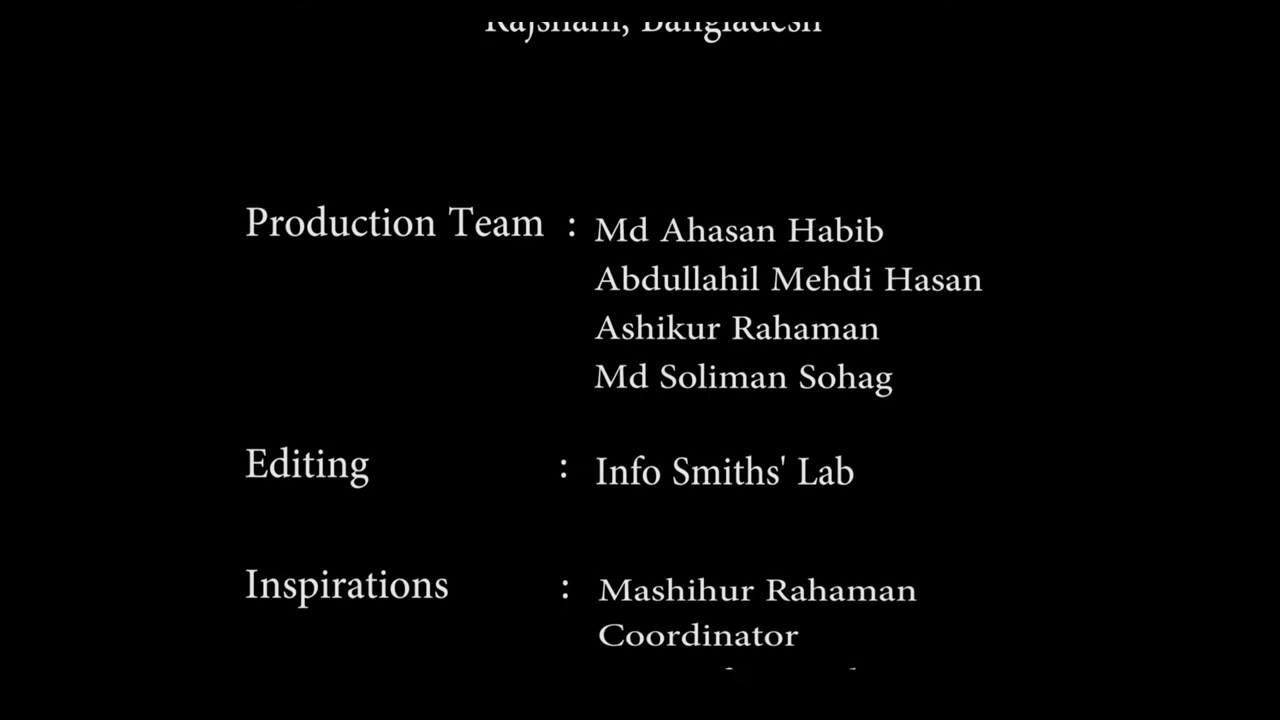 Bangladesh
Production Team : Md Ahasan Habib
Abdullahil Mehdi Hasan
Ashikur Rahaman
Md Soliman Sohag
Editing : Info Smiths' Lab
Inspirations : Mashihur Rahaman
Coordinator